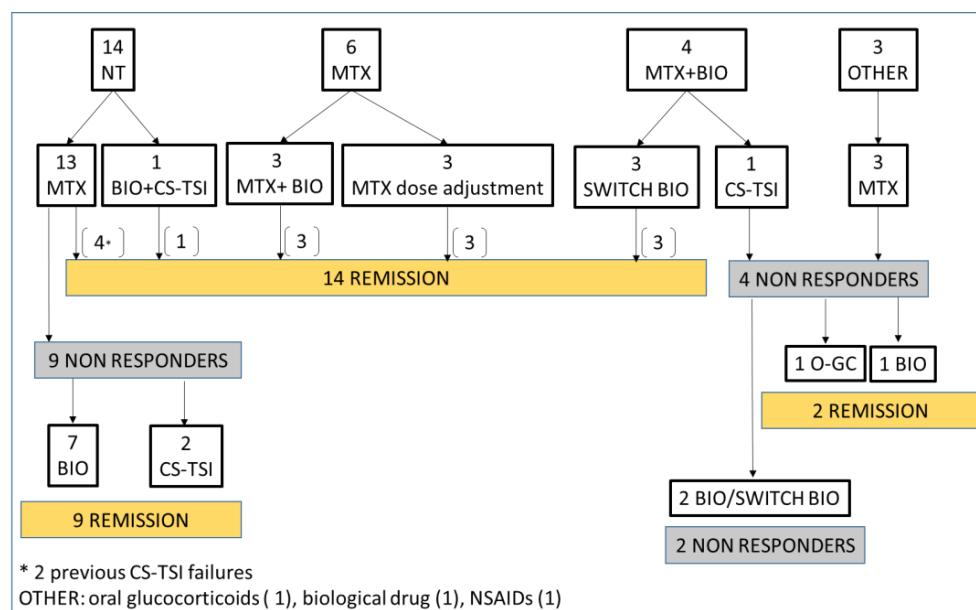 14
NT
6
MTX
4
MTX+BIO
3
OTHER
13
MTX
1
BIO+CS-TSI
3
MTX+ BIO
3
MTX dose adjustment
3
SWITCH BIO
1
CS-TSI
3
MTX
(4*)
(1)
(3)
(3)
(3)
14 REMISSION
4 NON RESPONDERS
9 NON RESPONDERS
1 O-GC
1 BIO
2 REMISSION
7
BIO
2
CS-TSI
2 BIO/SWITCH BIO
9 REMISSION
2 NON RESPONDERS
* 2 previous CS-TSI failures
OTHER: oral glucocorticoids ( 1), biological drug (1), NSAIDs (1)